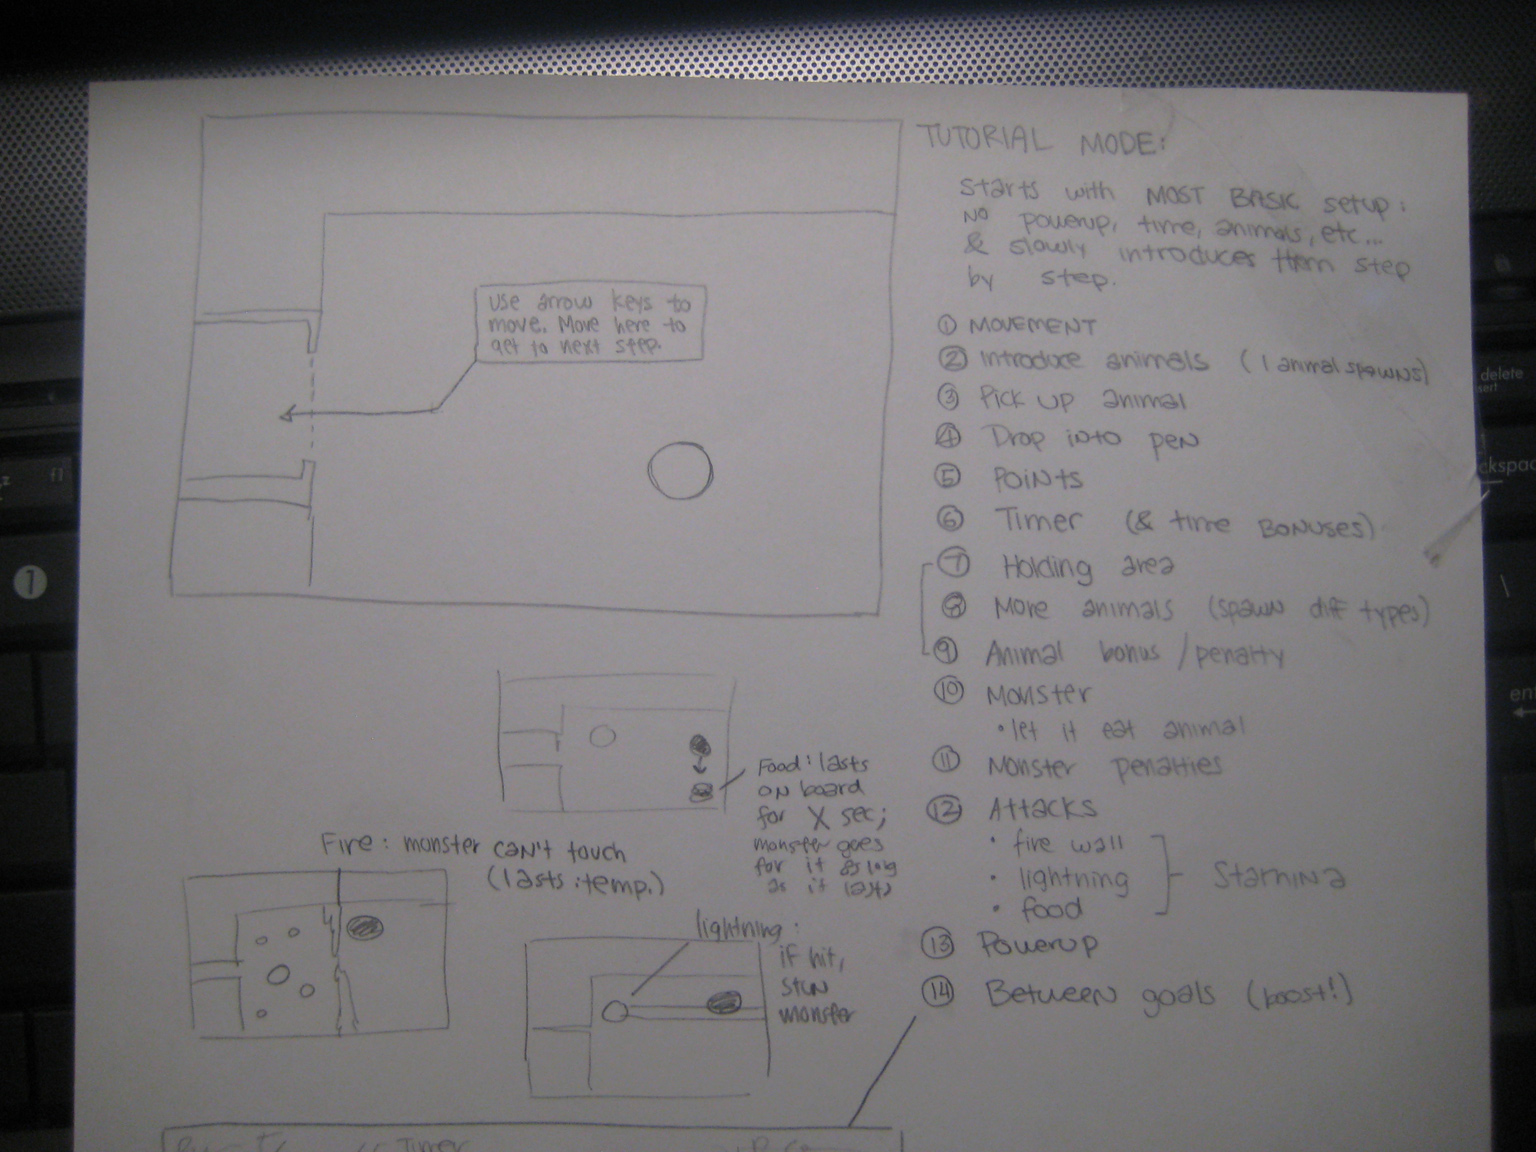 TUTORIAL MODE:
Starts with MOST BASIC setup:
NO powerup, time, animals, etc...
& slowly introduces them step
by step.
① MOVEMENT
② Introduce animals (1 animal spawns)
③ Pick up animal
④ Drop into pen
⑤ Points
⑥ Timer (& time BONUSES)
⑦ Holding area
⑧ More animals (spawn diff types)
⑨ Animal bonus / penalty
⑩ Monster
• let it eat animal
⑪ Monster penalties
⑫ Attacks
• fire wall
• lightning
• food
Stamina
⑬ Powerup
⑭ Between goals (boost!)
Use arrow keys to
move. Move here to
get to next step.
Food: lasts
on board
for X sec;
monster goes
for it as long
as it lasts
Fire: monster can't touch
(lasts temp.)
lightning:
if hit,
stun
monster
Timer
delete
f1
1